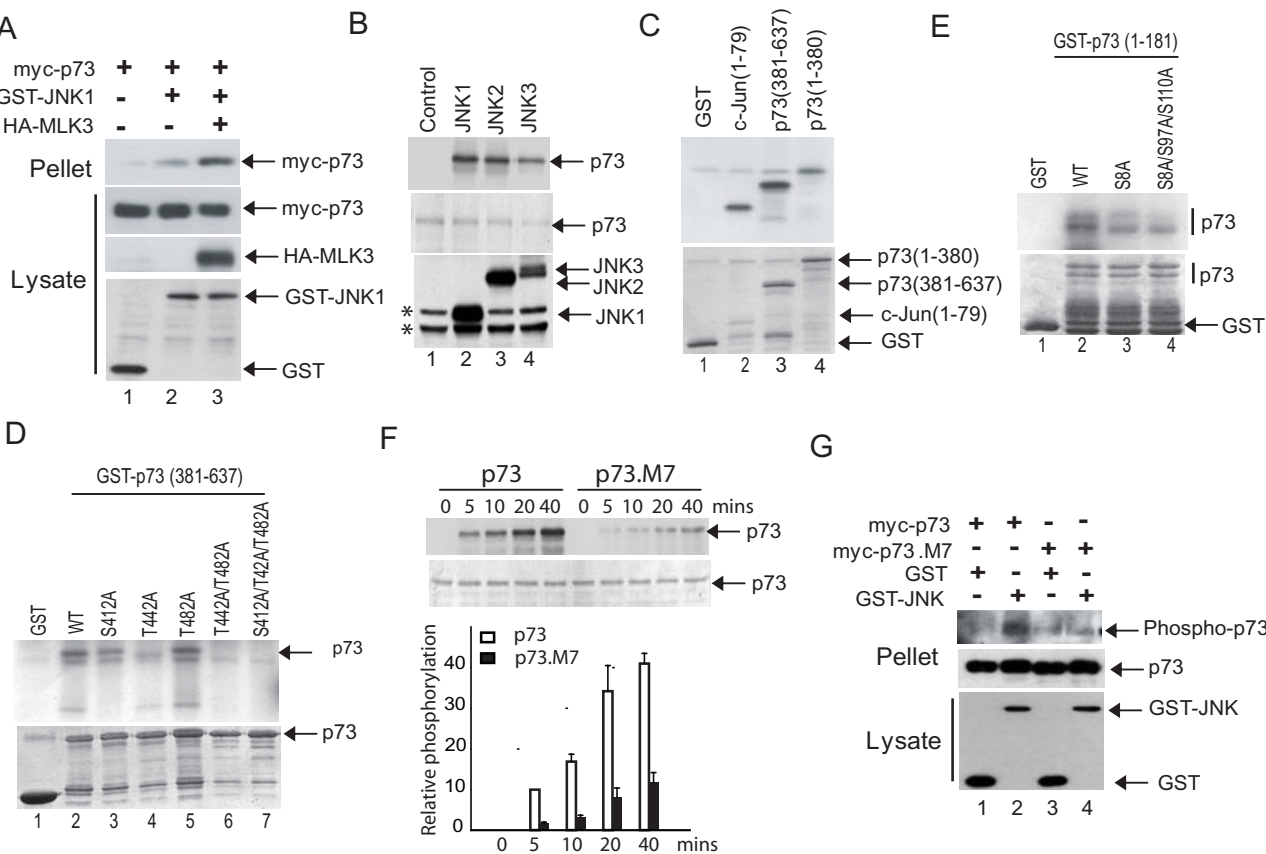 A
myc-p73 + + +
GST-JNK1 - + +
HA-MLK3 - - +
Pellet
myc-p73
myc-p73
HA-MLK3
Lysate
GST-JNK1
GST
1 2 3
B
Control JNK1 JNK2 JNK3
p73
p73
JNK3
JNK2
* JNK1
*
1 2 3 4
C
GST c-Jun(1-79) p73(381-637) p73(1-380)
p73(1-380)
p73(381-637)
c-Jun(1-79)
GST
1 2 3 4
E
GST-p73 (1-181)
GST WT S8A S8A/S97A/S110A
p73
p73
GST
1 2 3 4
D
GST-p73 (381-637)
GST WT S412A T442A T482A T442A/T482A S412A/T42A/T482A
p73
p73
1 2 3 4 5 6 7
F
p73 p73.M7
0 5 10 20 40 0 5 10 20 40 mins
p73
p73
p73
p73.M7
Relative phosphorylation
40
30
20
10
0
0 5 10 20 40 mins
G
myc-p73 + + - -
myc-p73.M7 - - + +
GST + - + -
GST-JNK - + - +
Phospho-p73
Pellet
p73
GST-JNK
Lysate
GST
1 2 3 4